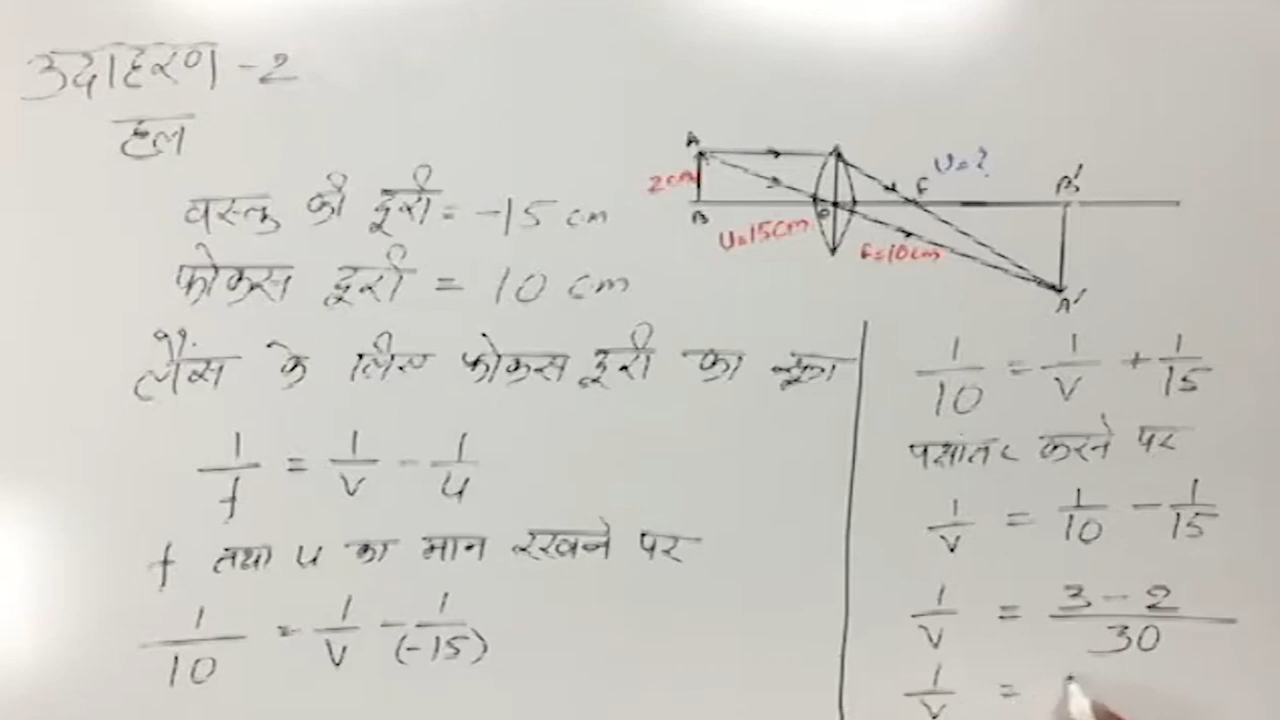 उदाहरण-2
हल
वस्तु की दूरी = -15 cm
फोकस दूरी = 10 cm
लैंस के लिए फोकस दूरी का सूत्र
1/f = 1/v - 1/u
f तथा u का मान रखने पर
1/10 = 1/v - 1/(-15)
A
2cm
B
U=15cm
O
F
U=?
F=10cm
B'
A'
1/10 = 1/v + 1/15
पक्षांतर करने पर
1/v = 1/10 - 1/15
1/v = 3-2/30
1/v =